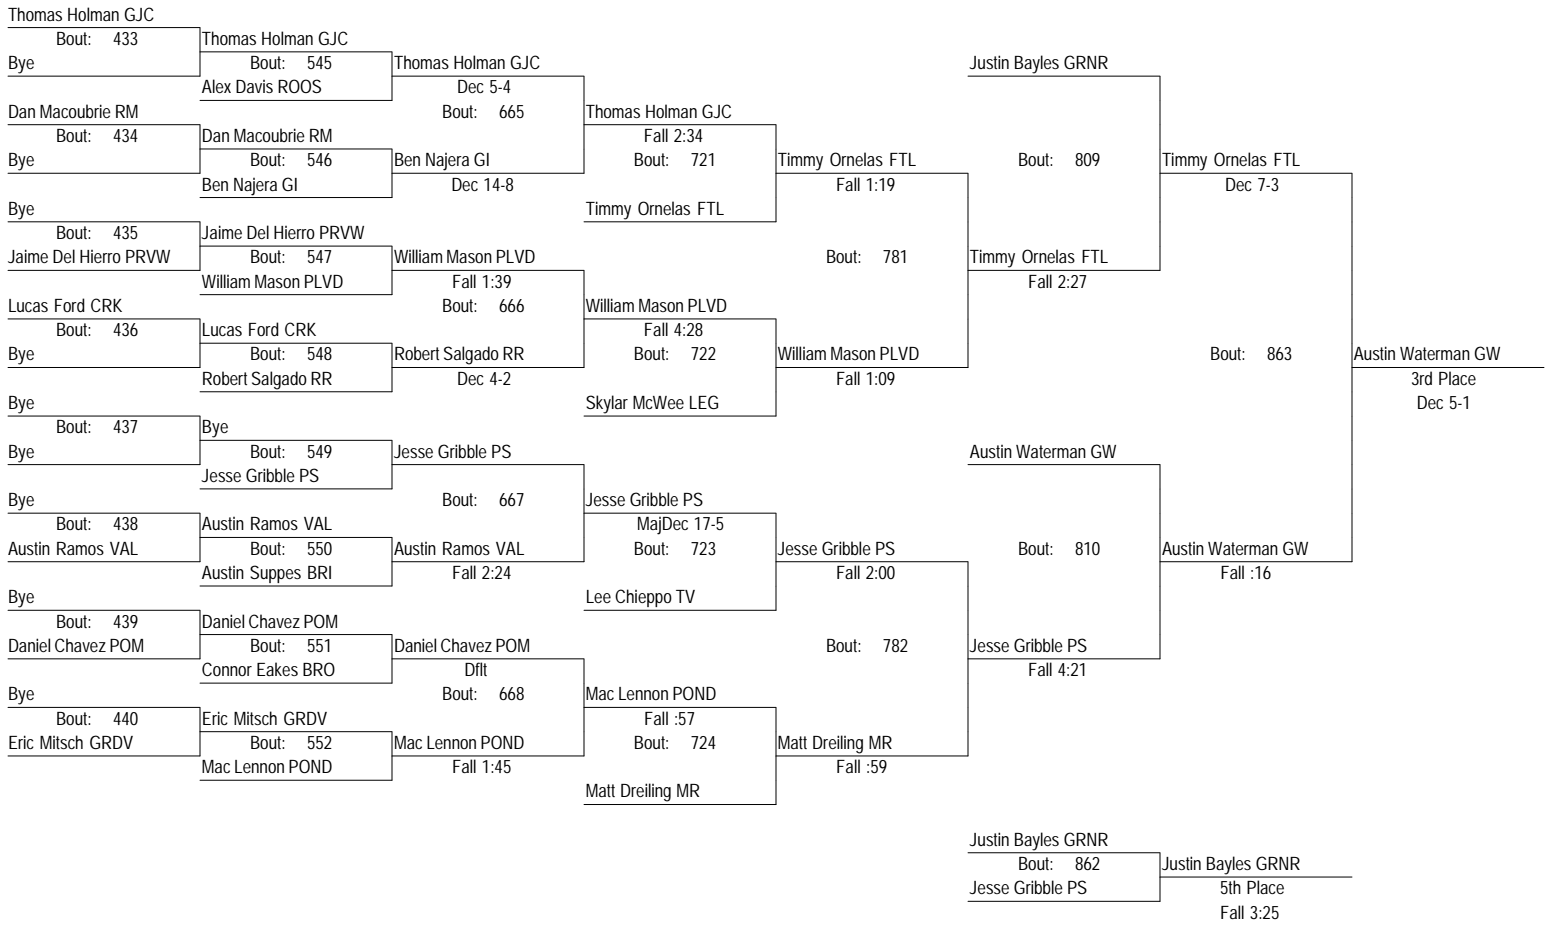 Thomas Holman GJC
Bout: 433
Bye
Dan Macoubrie RM
Bout: 434
Bye
Bye
Bout: 435
Jaime Del Hierro PRVW
Lucas Ford CRK
Bout: 436
Bye
Bye
Bout: 437
Bye
Bye
Bout: 438
Austin Ramos VAL
Bye
Bout: 439
Daniel Chavez POM
Bye
Bout: 440
Eric Mitsch GRDV
Thomas Holman GJC
Bout: 545
Alex Davis ROOS
Dan Macoubrie RM
Bout: 546
Ben Najera GI
Jaime Del Hierro PRVW
Bout: 547
William Mason PLVD
Lucas Ford CRK
Bout: 548
Robert Salgado RR
Bye
Bout: 549
Jesse Gribble PS
Austin Ramos VAL
Bout: 550
Austin Suppes BRI
Daniel Chavez POM
Bout: 551
Connor Eakes BRO
Eric Mitsch GRDV
Bout: 552
Mac Lennon POND
Thomas Holman GJC
Dec 5-4
Bout: 665
Ben Najera GI
Dec 14-8
William Mason PLVD
Fall 1:39
Bout: 666
Robert Salgado RR
Dec 4-2
Jesse Gribble PS
Bout: 667
Austin Ramos VAL
Fall 2:24
Daniel Chavez POM
Dflt
Bout: 668
Mac Lennon POND
Fall 1:45
Thomas Holman GJC
Fall 2:34
Bout: 721
Timmy Ornelas FTL
William Mason PLVD
Fall 4:28
Bout: 722
Skylar McWee LEG
Jesse Gribble PS
MajDec 17-5
Bout: 723
Lee Chieppo TV
Mac Lennon POND
Fall :57
Bout: 724
Matt Dreiling MR
Timmy Ornelas FTL
Fall 1:19
Bout: 781
William Mason PLVD
Fall 1:09
Jesse Gribble PS
Fall 2:00
Bout: 782
Matt Dreiling MR
Fall :59
Justin Bayles GRNR
Bout: 809
Timmy Ornelas FTL
Fall 2:27
Austin Waterman GW
Bout: 810
Jesse Gribble PS
Fall 4:21
Timmy Ornelas FTL
Dec 7-3
Bout: 863
Austin Waterman GW
Fall :16
Austin Waterman GW
3rd Place
Dec 5-1
Justin Bayles GRNR
Bout: 862
Jesse Gribble PS
Justin Bayles GRNR
5th Place
Fall 3:25